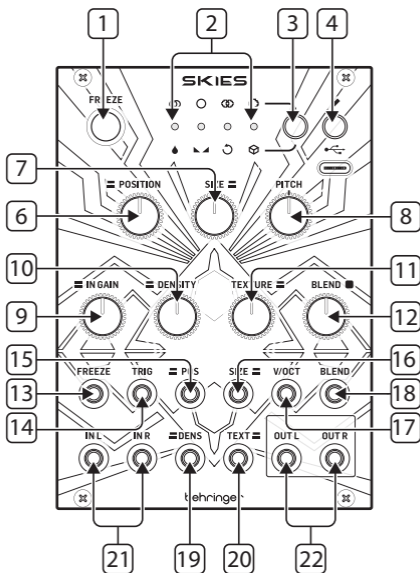 1 2 3 4
SKIES
FREEZE
7
POSITION SIZE PITCH
6 8
10 11
IN GAIN DENSITY TEXTURE BLEND
9 12
15 16
FREEZE TRIG POS SIZE V/OCT BLEND
13 18
14 17
IN L IN R DENS TEXT OUT L OUT R
behringer
21 19 20 22